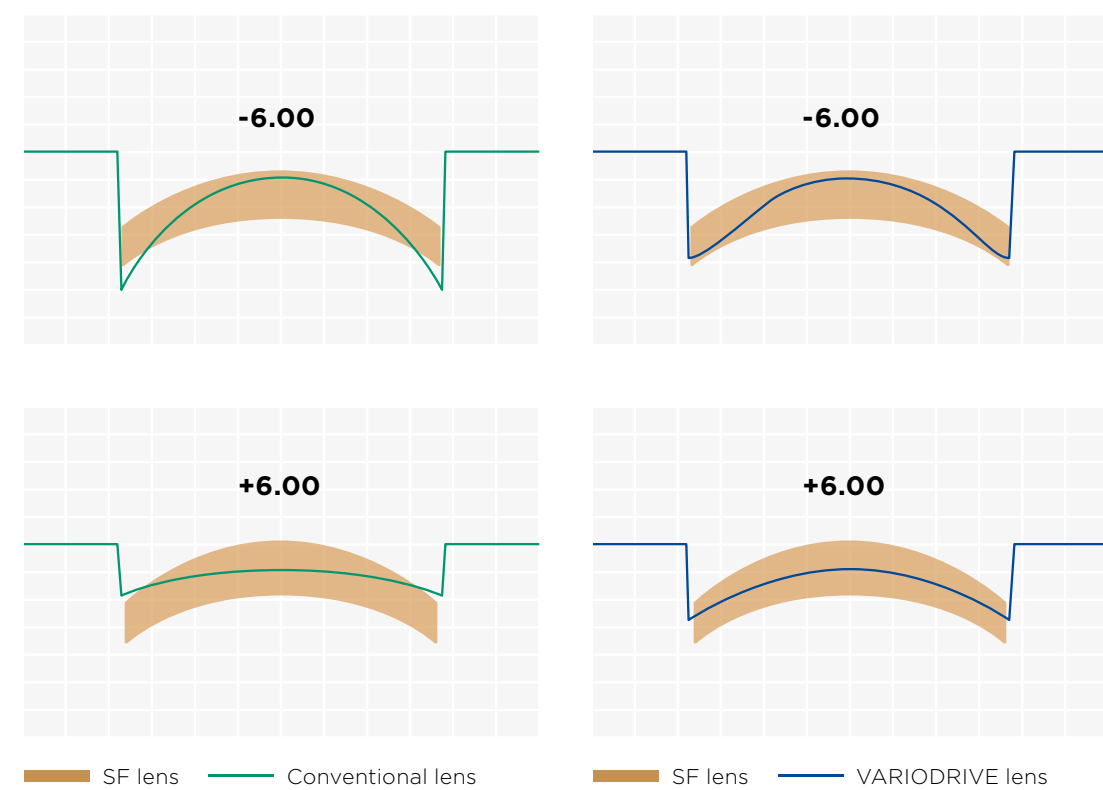 -6.00
-6.00
+6.00
+6.00
SF lens
Conventional lens
SF lens
VARIODRIVE lens